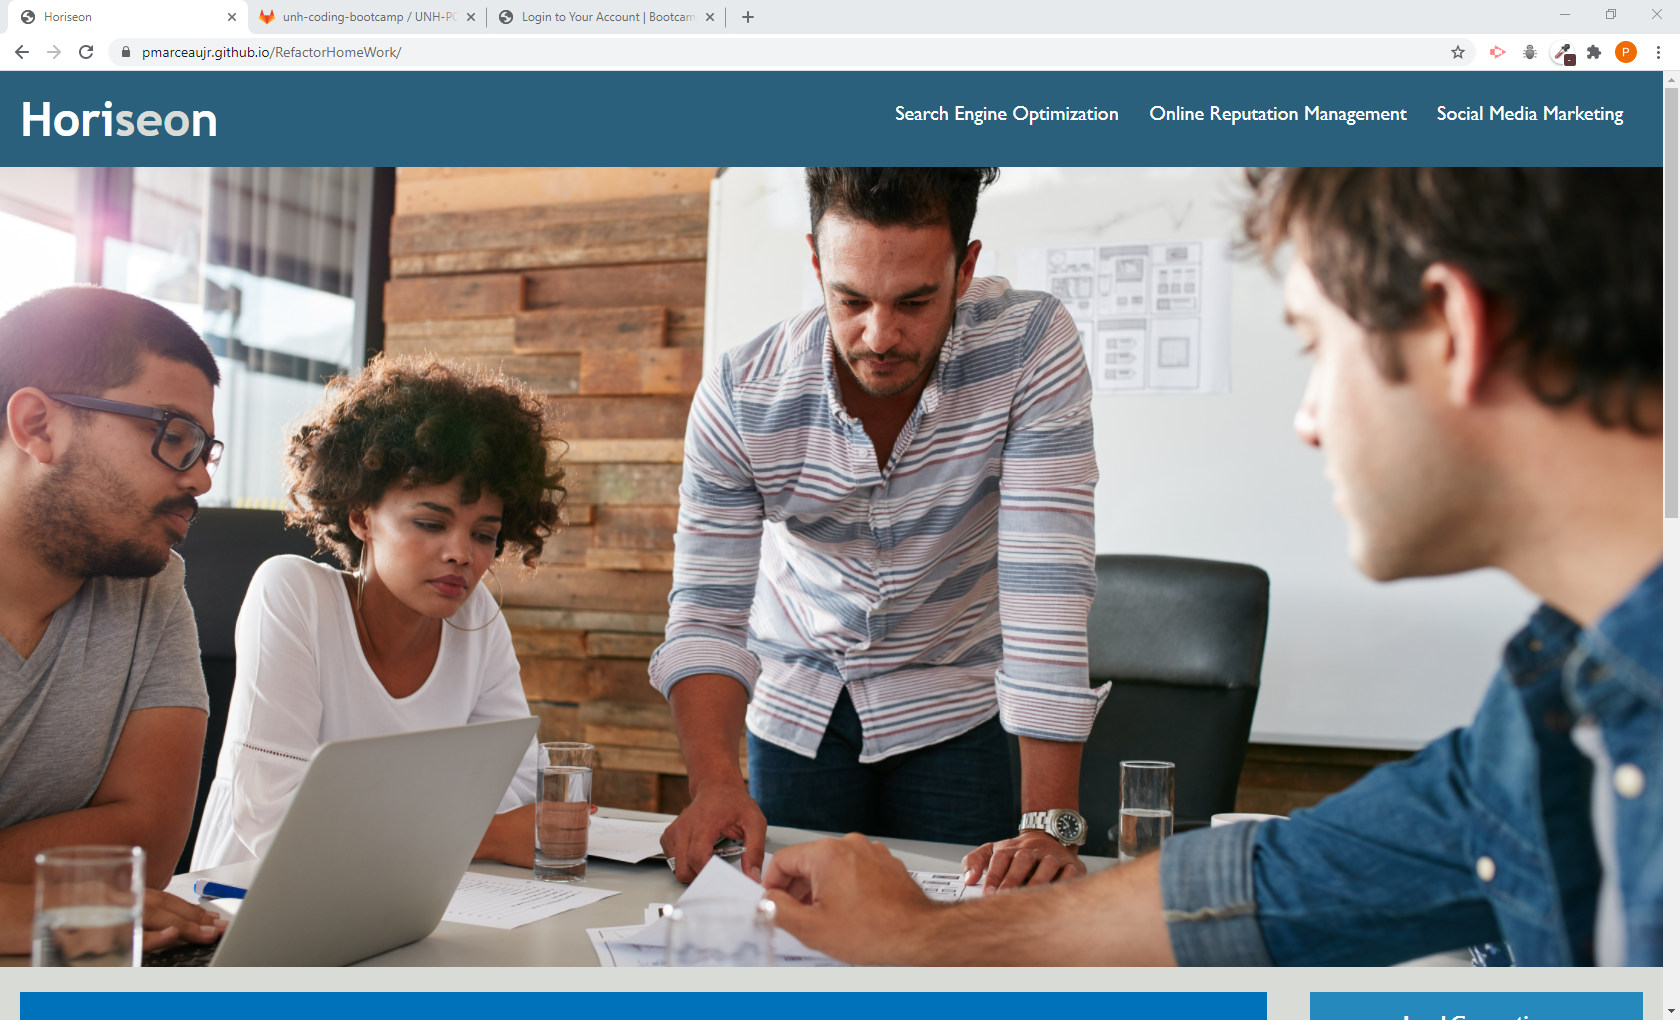 Horiseon
unh-coding-bootcamp / UNH-PO
Login to Your Account | Bootcam
pmarceaujr.github.io/RefactorHomeWork/
P
Horiseon
Search Engine Optimization
Online Reputation Management
Social Media Marketing